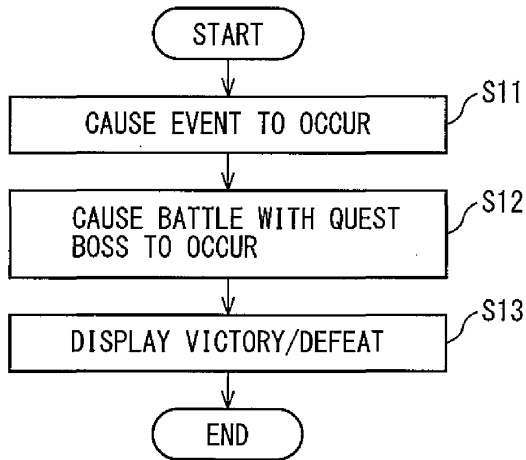 START
S11
CAUSE EVENT TO OCCUR
S12
CAUSE BATTLE WITH QUEST
BOSS TO OCCUR
S13
DISPLAY VICTORY/DEFEAT
END